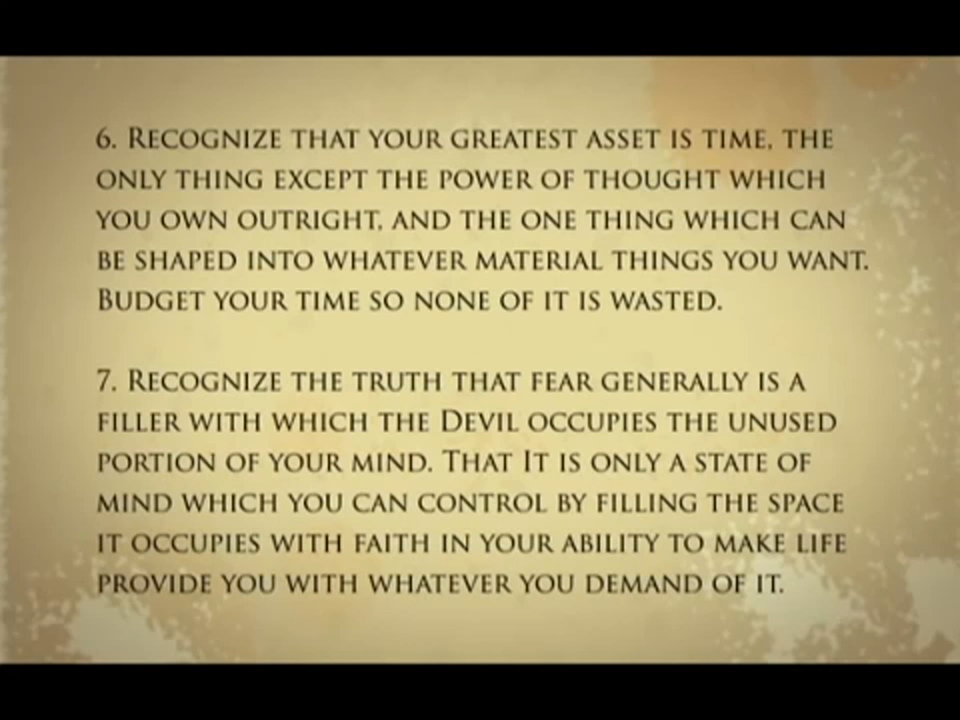 6. Recognize that your greatest asset is time, the
only thing except the power of thought which
you own outright, and the one thing which can
be shaped into whatever material things you want.
Budget your time so none of it is wasted.
7. Recognize the truth that fear generally is a
filler with which the Devil occupies the unused
portion of your mind. That It is only a state of
mind which you can control by filling the space
it occupies with faith in your ability to make life
provide you with whatever you demand of it.